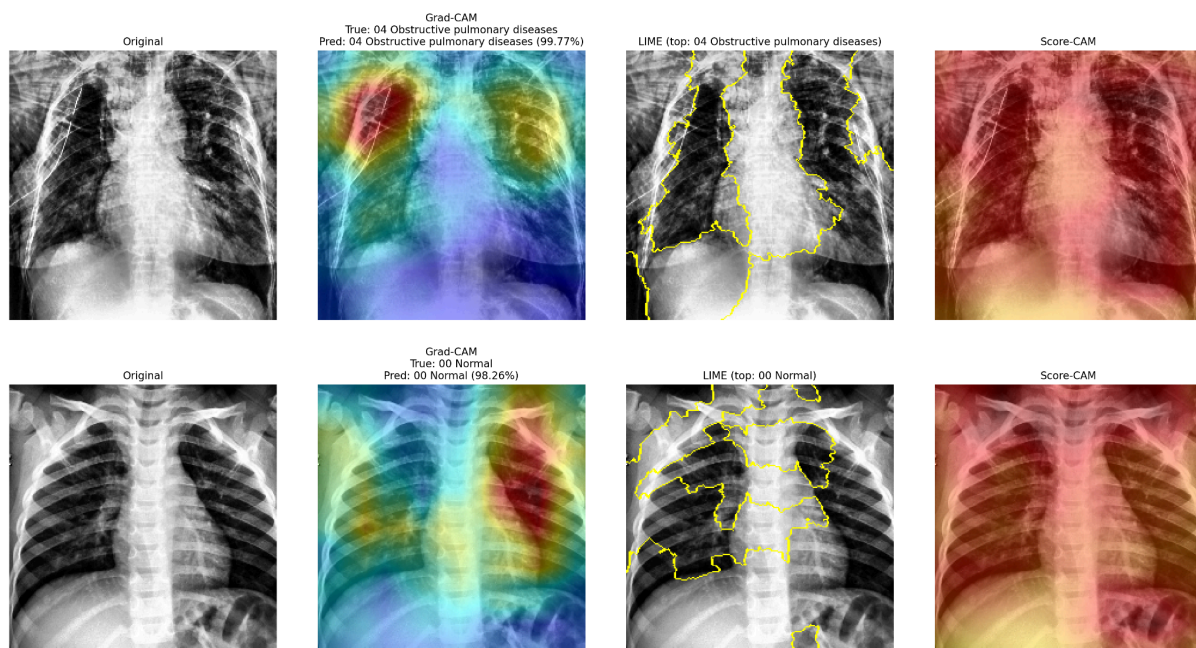 Original
Grad-CAM
True: 04 Obstructive pulmonary diseases
Pred: 04 Obstructive pulmonary diseases (99.77%)
LIME (top: 04 Obstructive pulmonary diseases)
Score-CAM
Original
Grad-CAM
True: 00 Normal
Pred: 00 Normal (98.26%)
LIME (top: 00 Normal)
Score-CAM